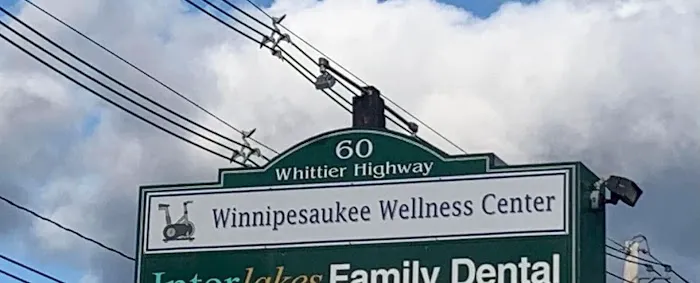 60
Whittier Highway
Winnipesaukee Wellness Center
Interlakes Family Dental